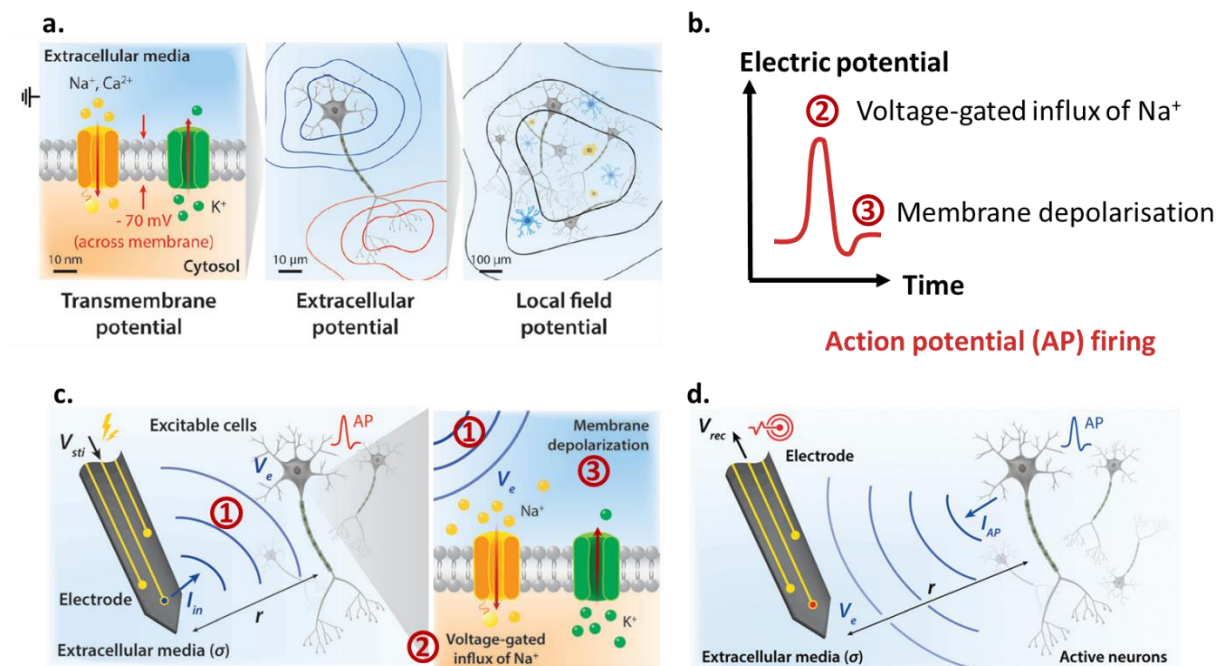 a.
Extracellular media
Na⁺, Ca²⁺
- 70 mV
(across membrane)
K⁺
10 nm
Cytosol
10 µm
100 µm
Transmembrane
potential
Extracellular
potential
Local field
potential
b.
Electric potential
② Voltage-gated influx of Na⁺
③ Membrane depolarisation
Time
Action potential (AP) firing
c.
V_sti
Excitable cells
AP
V_e
①
Electrode
I_in
r
Extracellular media (σ)
①
Membrane
depolarization
③
V_e
Na⁺
K⁺
② Voltage-gated
influx of Na⁺
d.
V_rec
Electrode
AP
I_AP
r
V_e
Extracellular media (σ)
Active neurons